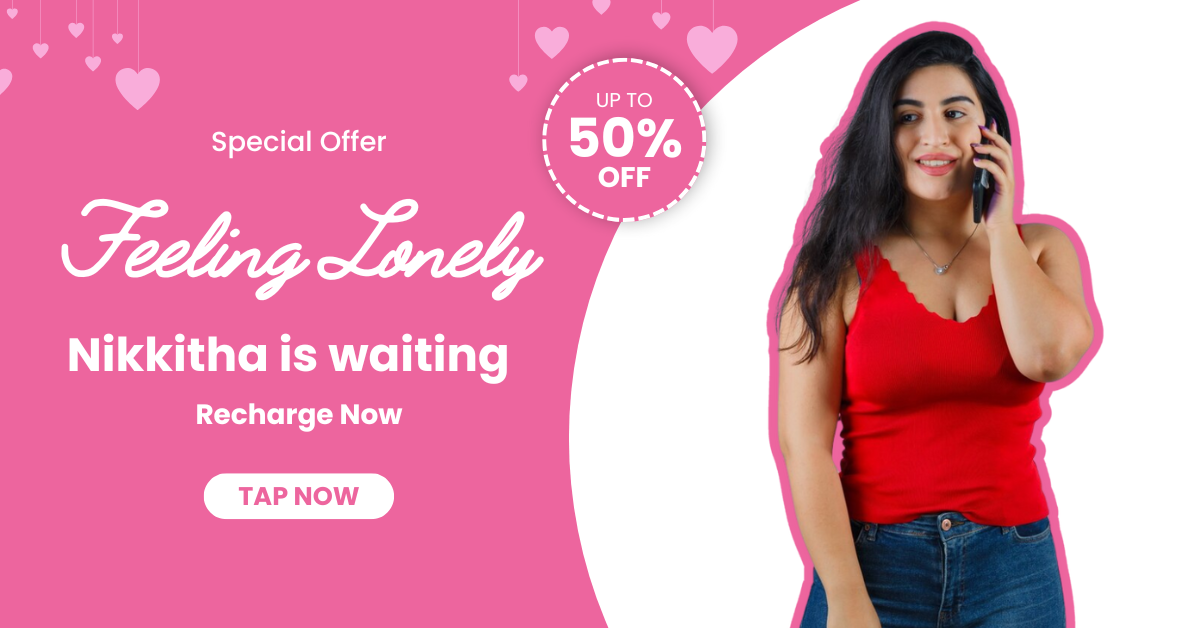 Special Offer
UP TO
50%
OFF
Feeling Lonely
Nikkitha is waiting
Recharge Now
TAP NOW